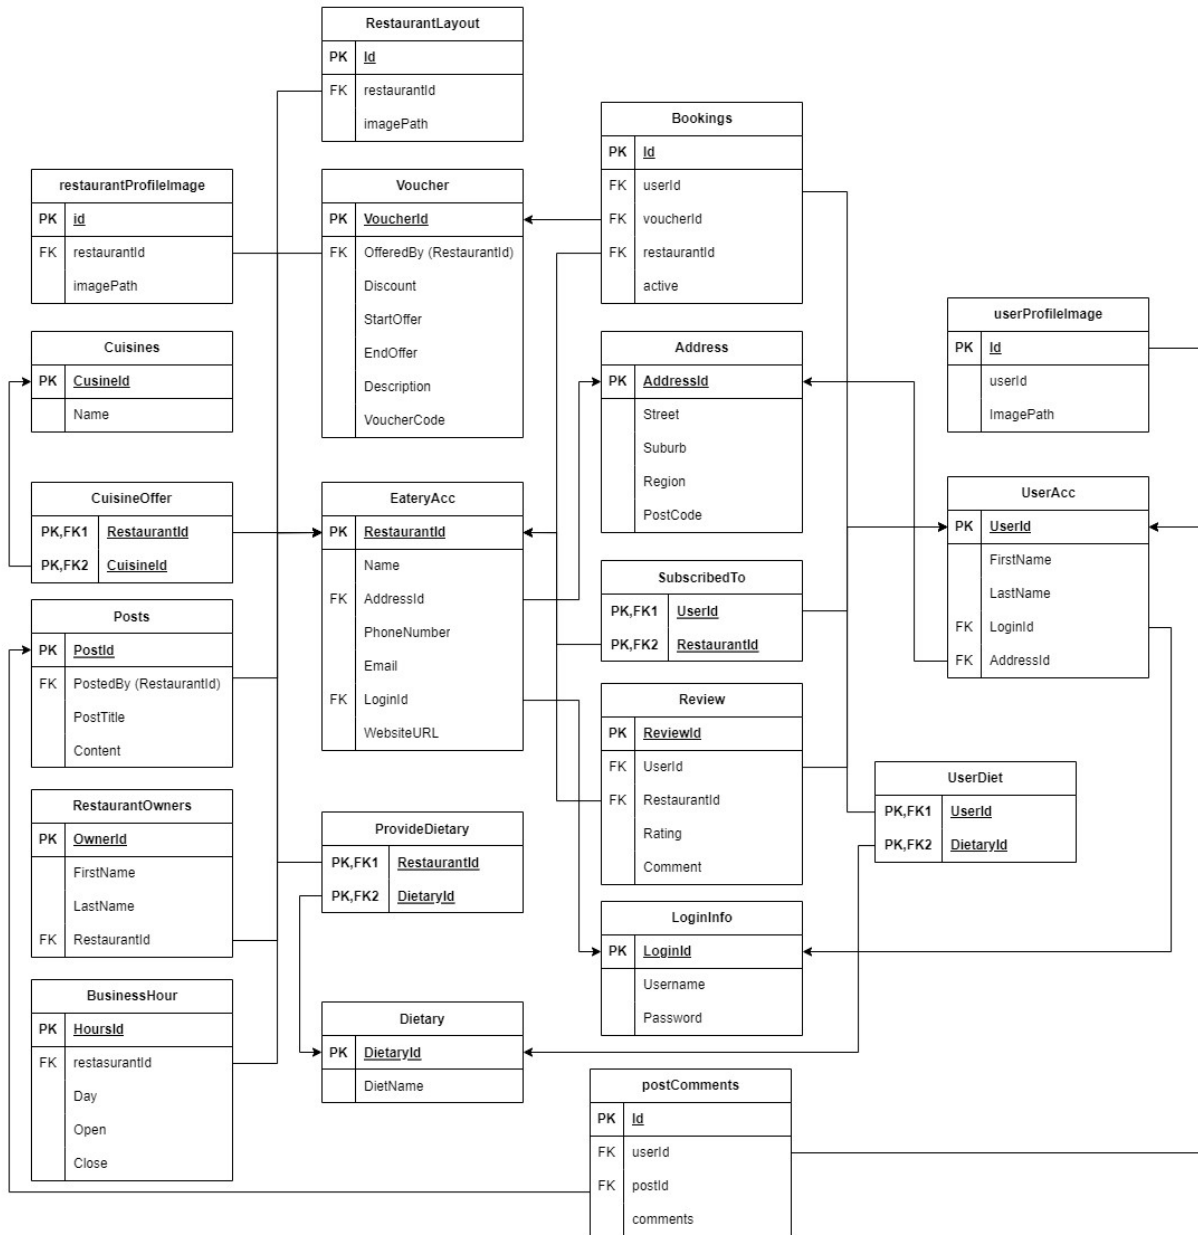 RestaurantLayout
PK Id
FK restaurantId
imagePath
Bookings
PK Id
FK userId
FK voucherId
FK restaurantId
active
restaurantProfileImage
PK id
FK restaurantId
imagePath
Voucher
PK VoucherId
FK OfferedBy (RestaurantId)
Discount
StartOffer
EndOffer
Description
VoucherCode
userProfileImage
PK Id
userId
ImagePath
Cuisines
PK CusineId
Name
Address
PK AddressId
Street
Suburb
Region
PostCode
CuisineOffer
PK,FK1 RestaurantId
PK,FK2 CuisineId
EateryAcc
PK RestaurantId
Name
FK AddressId
PhoneNumber
Email
FK LoginId
WebsiteURL
UserAcc
PK UserId
FirstName
LastName
FK LoginId
FK AddressId
SubscribedTo
PK,FK1 UserId
PK,FK2 RestaurantId
Posts
PK PostId
FK PostedBy (RestaurantId)
PostTitle
Content
Review
PK ReviewId
FK UserId
FK RestaurantId
Rating
Comment
UserDiet
PK,FK1 UserId
PK,FK2 DietaryId
RestaurantOwners
PK OwnerId
FirstName
LastName
FK RestaurantId
ProvideDietary
PK,FK1 RestaurantId
PK,FK2 DietaryId
LoginInfo
PK LoginId
Username
Password
BusinessHour
PK HoursId
FK restasurantId
Day
Open
Close
Dietary
PK DietaryId
DietName
postComments
PK Id
FK userId
FK postId
comments